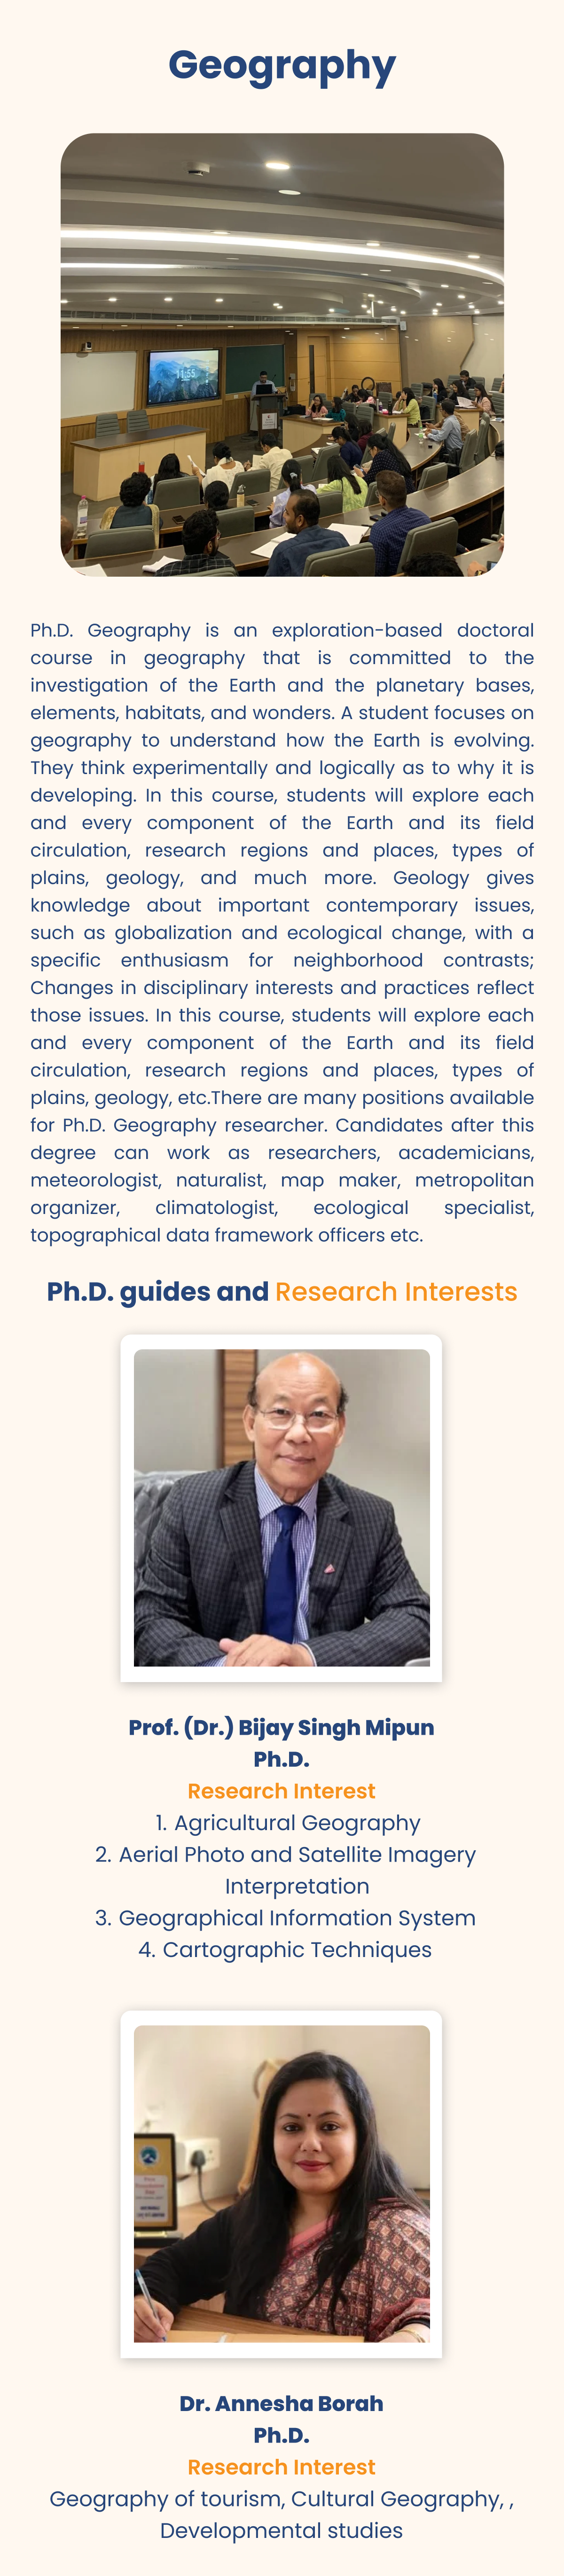 Geography
11:55
Ph.D. Geography is an exploration-based doctoral
course in geography that is committed to the
investigation of the Earth and the planetary bases,
elements, habitats, and wonders. A student focuses on
geography to understand how the Earth is evolving.
They think experimentally and logically as to why it is
developing. In this course, students will explore each
and every component of the Earth and its field
circulation, research regions and places, types of
plains, geology, and much more. Geology gives
knowledge about important contemporary issues,
such as globalization and ecological change, with a
specific enthusiasm for neighborhood contrasts;
Changes in disciplinary interests and practices reflect
those issues. In this course, students will explore each
and every component of the Earth and its field
circulation, research regions and places, types of
plains, geology, etc.There are many positions available
for Ph.D. Geography researcher. Candidates after this
degree can work as researchers, academicians,
meteorologist, naturalist, map maker, metropolitan
organizer, climatologist, ecological specialist,
topographical data framework officers etc.
Ph.D. guides and Research Interests
Prof. (Dr.) Bijay Singh Mipun
Ph.D.
Research Interest
1. Agricultural Geography
2. Aerial Photo and Satellite Imagery
Interpretation
3. Geographical Information System
4. Cartographic Techniques
Dr. Annesha Borah
Ph.D.
Research Interest
Geography of tourism, Cultural Geography, ,
Developmental studies